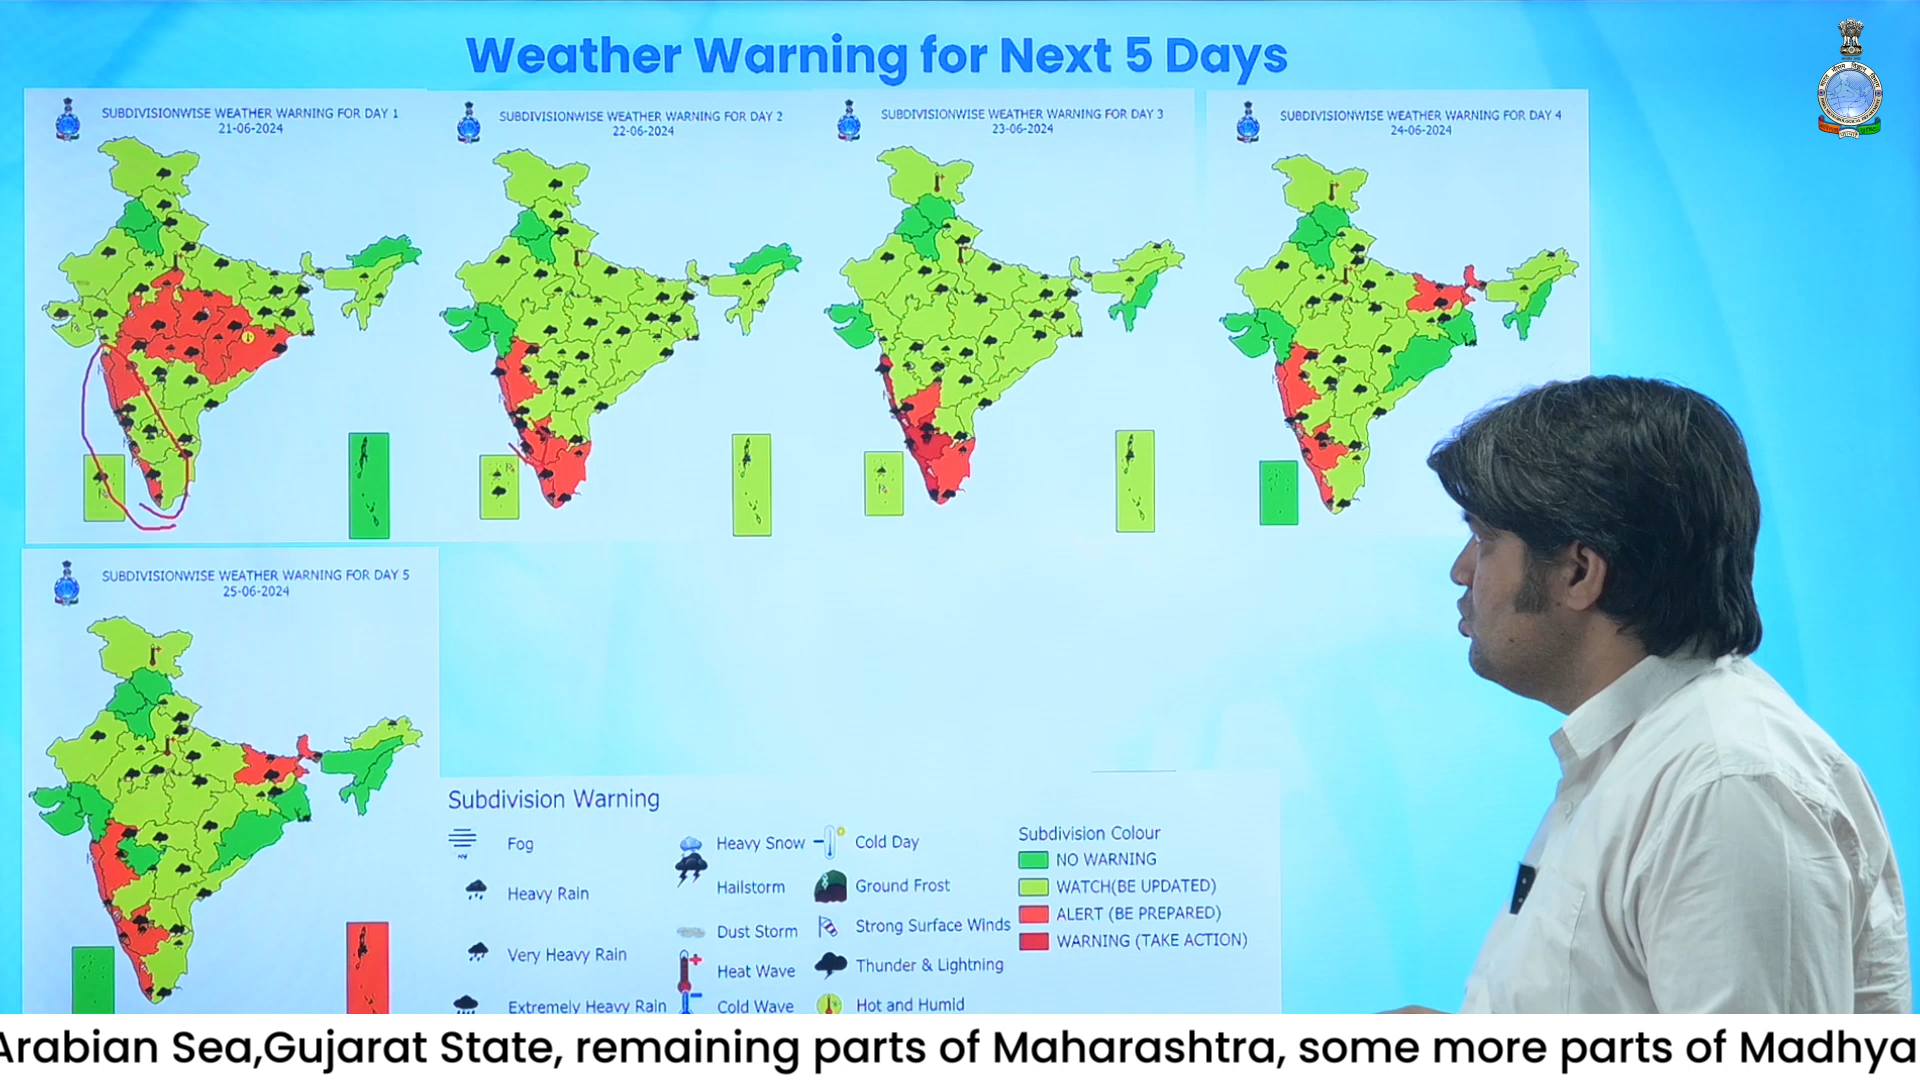 Weather Warning for Next 5 Days
SUBDIVISIONWISE WEATHER WARNING FOR DAY 1
21-06-2024
SUBDIVISIONWISE WEATHER WARNING FOR DAY 2
22-06-2024
SUBDIVISIONWISE WEATHER WARNING FOR DAY 3
23-06-2024
SUBDIVISIONWISE WEATHER WARNING FOR DAY 4
24-06-2024
SUBDIVISIONWISE WEATHER WARNING FOR DAY 5
25-06-2024
Subdivision Warning
Fog
Heavy Rain
Very Heavy Rain
Extremely Heavy Rain
Heavy Snow
Hailstorm
Dust Storm
Heat Wave
Cold Wave
Cold Day
Ground Frost
Strong Surface Winds
Thunder & Lightning
Hot and Humid
Subdivision Colour
NO WARNING
WATCH(BE UPDATED)
ALERT (BE PREPARED)
WARNING (TAKE ACTION)
Arabian Sea,Gujarat State, remaining parts of Maharashtra, some more parts of Madhya